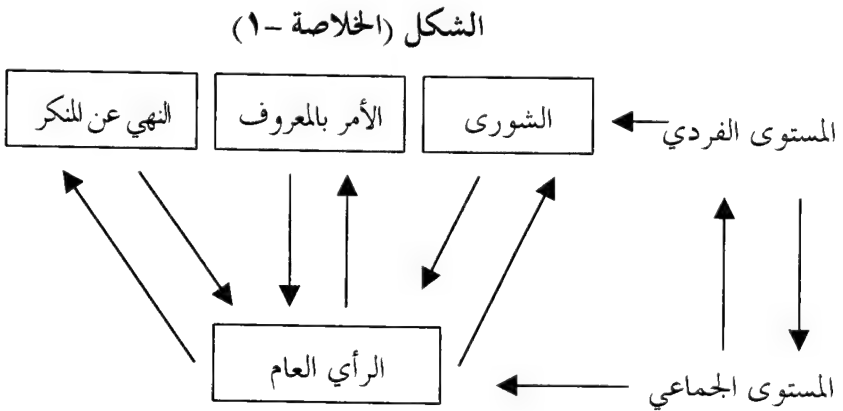 الشكل (الخلاصة -١)
المستوى الفردي
الشورى
الأمر بالمعروف
النهي عن المنكر
المستوى الجماعي
الرأي العام